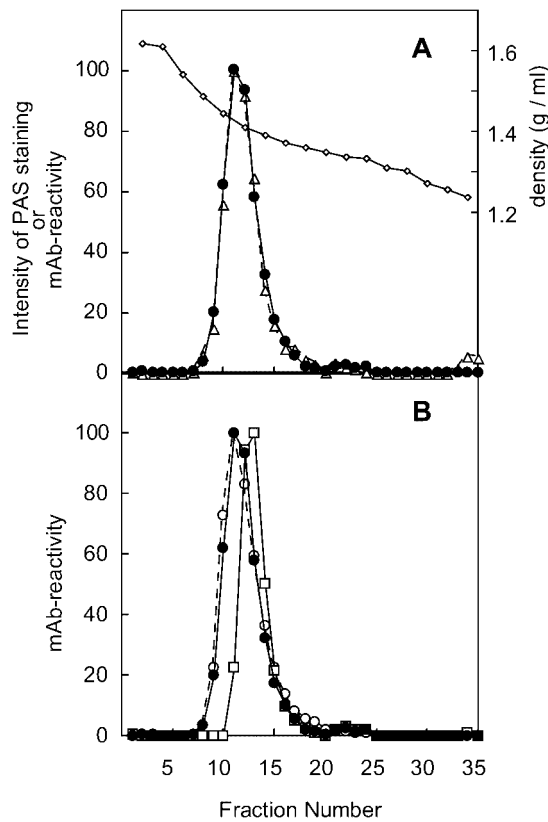 A
100
80
60
40
20
0
Intensity of PAS staining
or
mAb-reactivity
1.6
1.4
1.2
density (g / ml)
B
100
80
60
40
20
0
mAb-reactivity
5 10 15 20 25 30 35
Fraction Number